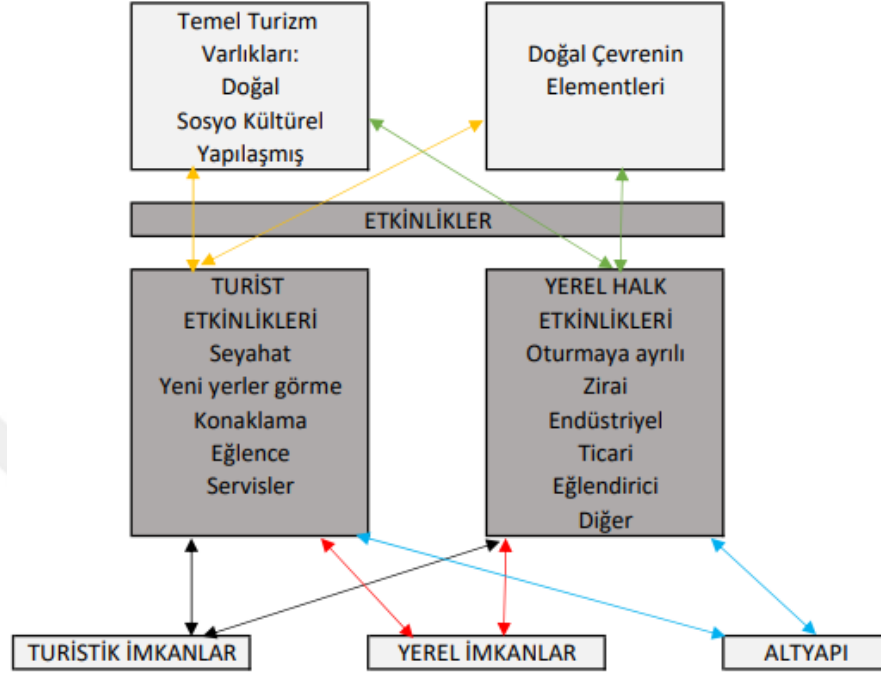 Temel Turizm
Varlıkları:
Doğal
Sosyo Kültürel
Yapılaşmış
Doğal Çevrenin
Elementleri
ETKİNLİKLER
TURİST
ETKİNLİKLERİ
Seyahat
Yeni yerler görme
Konaklama
Eğlence
Servisler
YEREL HALK
ETKİNLİKLERİ
Oturmaya ayrılı
Zirai
Endüstriyel
Ticari
Eğlendirici
Diğer
TURİSTİK İMKANLAR
YEREL İMKANLAR
ALTYAPI